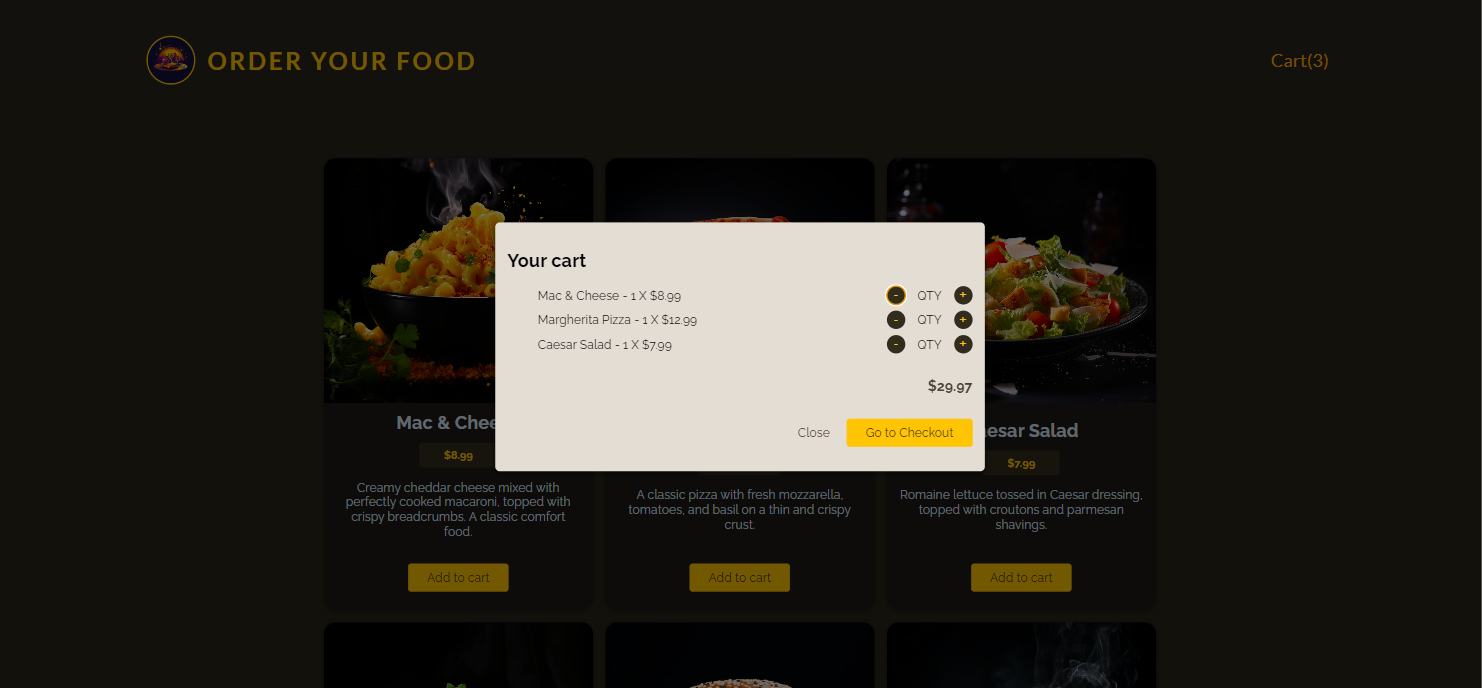 ORDER YOUR FOOD
Cart(3)
Your cart
Mac & Cheese - 1 X $8.99 - QTY +
Margherita Pizza - 1 X $12.99 - QTY +
Caesar Salad - 1 X $7.99 - QTY +
$29.97
Close Go to Checkout
Mac & Chee
$8.99
Creamy cheddar cheese mixed with
perfectly cooked macaroni, topped with
crispy breadcrumbs. A classic comfort
food.
Add to cart
A classic pizza with fresh mozzarella,
tomatoes, and basil on a thin and crispy
crust.
Add to cart
esar Salad
$7.99
Romaine lettuce tossed in Caesar dressing,
topped with croutons and parmesan
shavings.
Add to cart